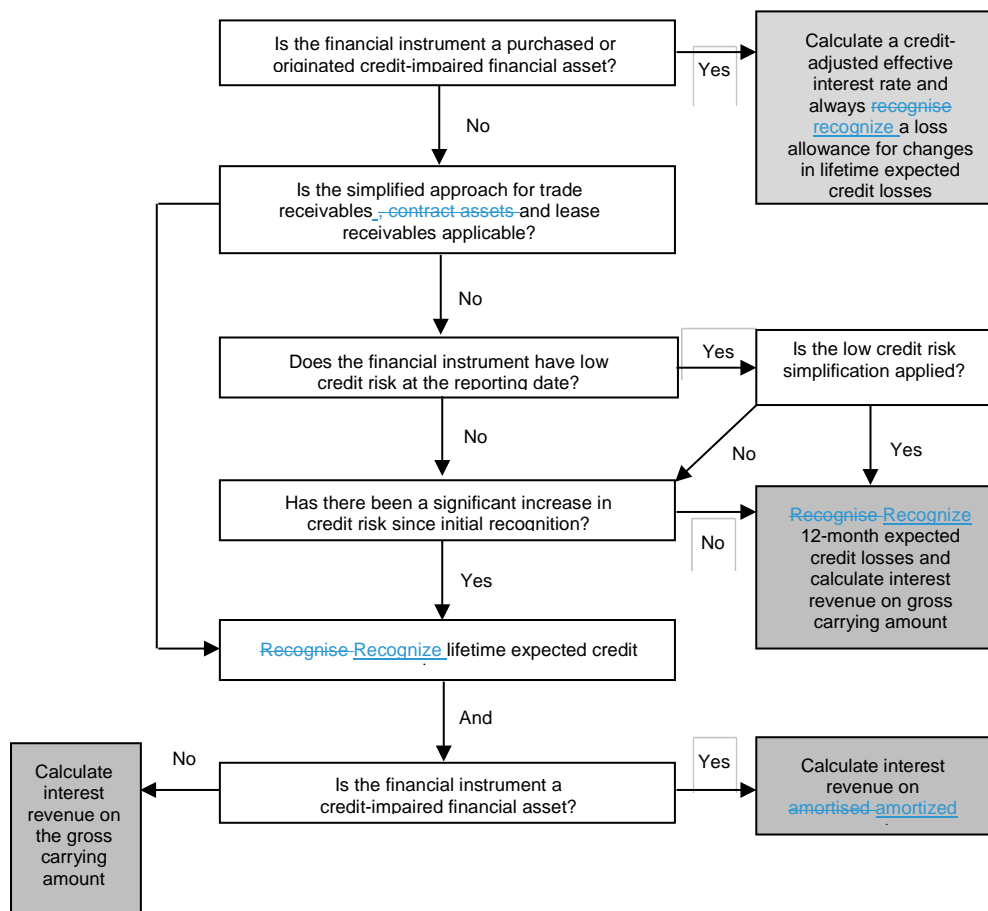 Is the financial instrument a purchased or
originated credit-impaired financial asset?
Yes
Calculate a credit-
adjusted effective
interest rate and
always recognise
recognize a loss
allowance for changes
in lifetime expected
credit losses
No
Is the simplified approach for trade
receivables , contract assets and lease
receivables applicable?
No
Does the financial instrument have low
credit risk at the reporting date?
Yes
Is the low credit risk
simplification applied?
No
No
Yes
Has there been a significant increase in
credit risk since initial recognition?
No
Recognise Recognize
12-month expected
credit losses and
calculate interest
revenue on gross
carrying amount
Yes
Recognise Recognize lifetime expected credit
And
No
Is the financial instrument a
credit-impaired financial asset?
Yes
Calculate interest
revenue on
amortised amortized
Calculate
interest
revenue on
the gross
carrying
amount